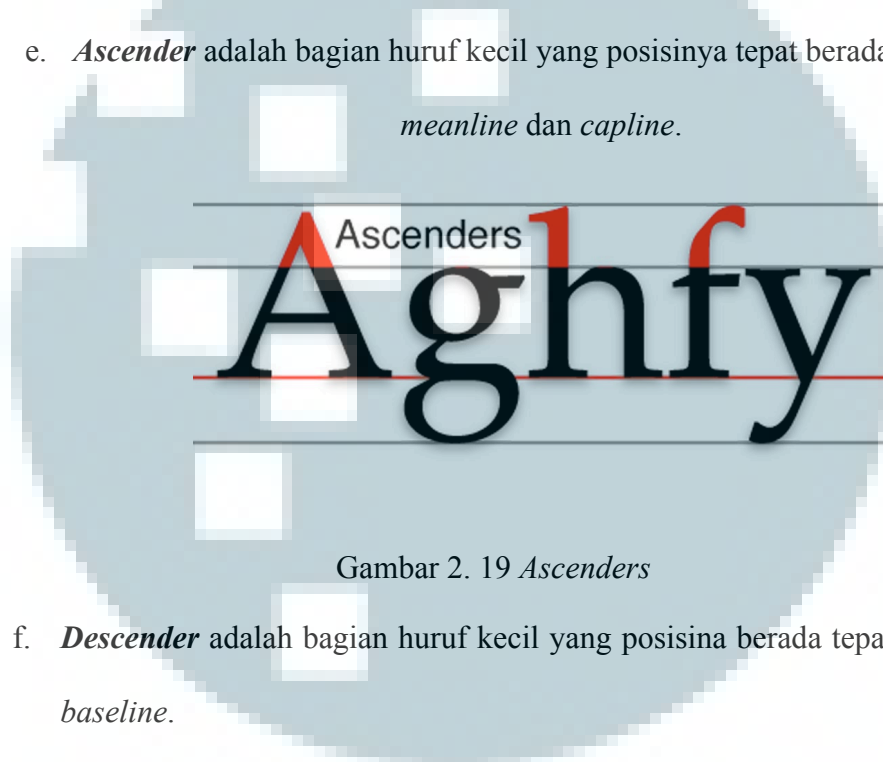 e. Ascender adalah bagian huruf kecil yang posisinya tepat berada
meanline dan capline.
Ascenders
Aghfy
Gambar 2. 19 Ascenders
f. Descender adalah bagian huruf kecil yang posisina berada
baseline.